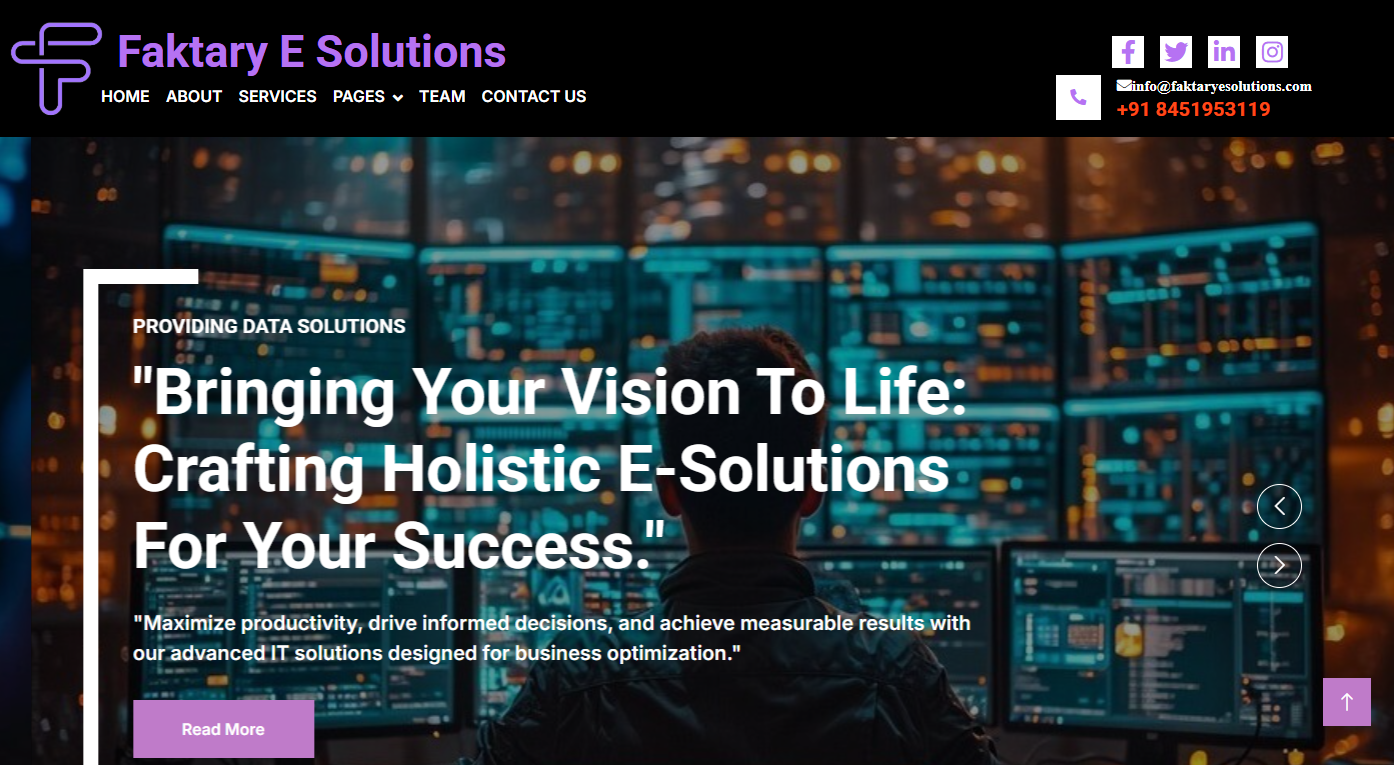 Faktary E Solutions
HOME ABOUT SERVICES PAGES TEAM CONTACT US
info@faktaryesolutions.com
+91 8451953119
PROVIDING DATA SOLUTIONS
"Bringing Your Vision To Life:
Crafting Holistic E-Solutions
For Your Success."
"Maximize productivity, drive informed decisions, and achieve measurable results with
our advanced IT solutions designed for business optimization."
Read More